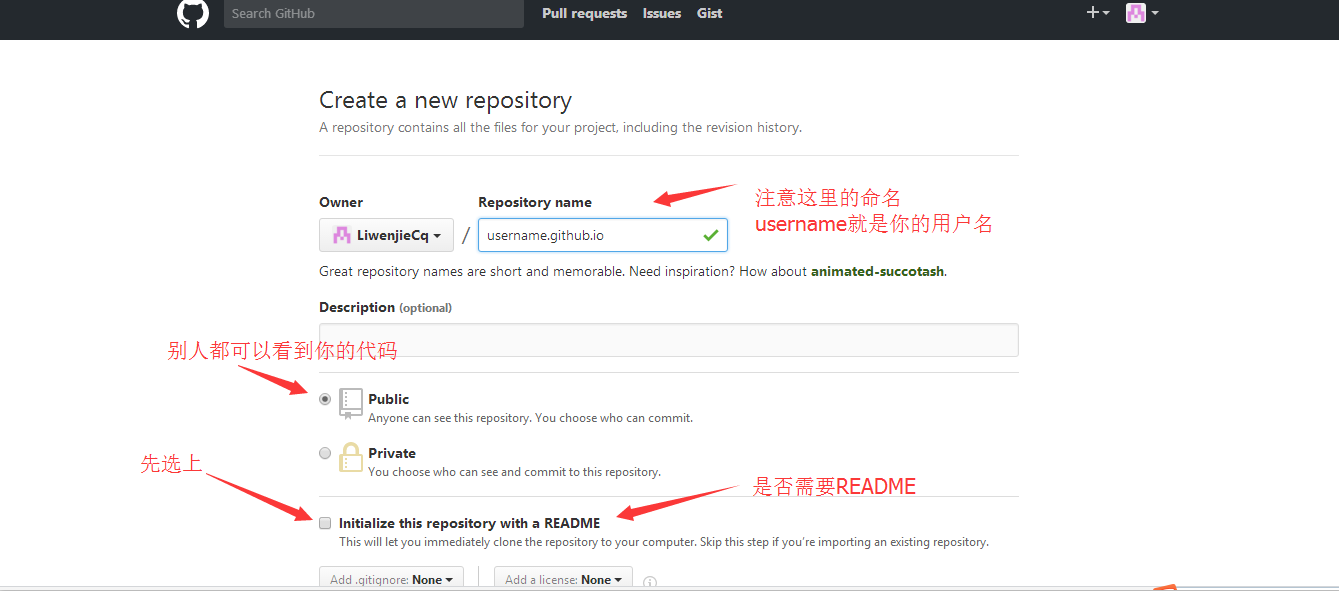 Search GitHub
Pull requests Issues Gist
Create a new repository
A repository contains all the files for your project, including the revision history.
Owner
Repository name
注意这里的命名
username就是你的用户名
LiwenjieCq / username.github.io
Great repository names are short and memorable. Need inspiration? How about animated-succotash.
Description (optional)
别人都可以看到你的代码
Public
Anyone can see this repository. You choose who can commit.
Private
先选上
You choose who can see and commit to this repository.
是否需要README
Initialize this repository with a README
This will let you immediately clone the repository to your computer. Skip this step if you're importing an existing repository.
Add .gitignore: None
Add a license: None